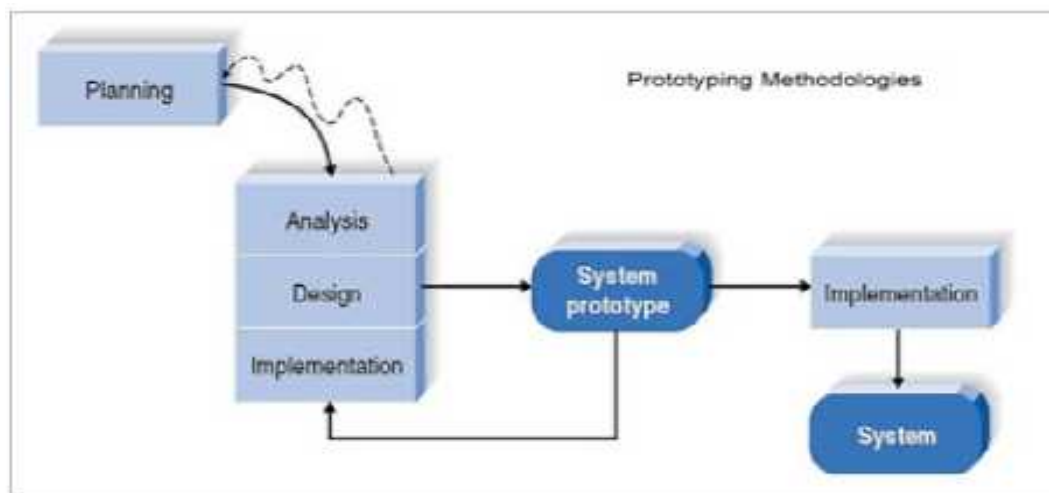 Planning
Prototyping Methodologies
Analysis
Design
Implementation
System
prototype
Implementation
System